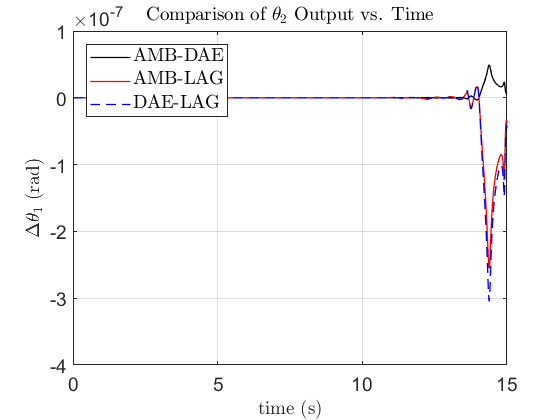 Comparison of θ₂ Output vs. Time
×10⁻⁷
1
0
-1
-2
-3
-4
Δθ₁ (rad)
AMB-DAE
AMB-LAG
DAE-LAG
0 5 10 15
time (s)